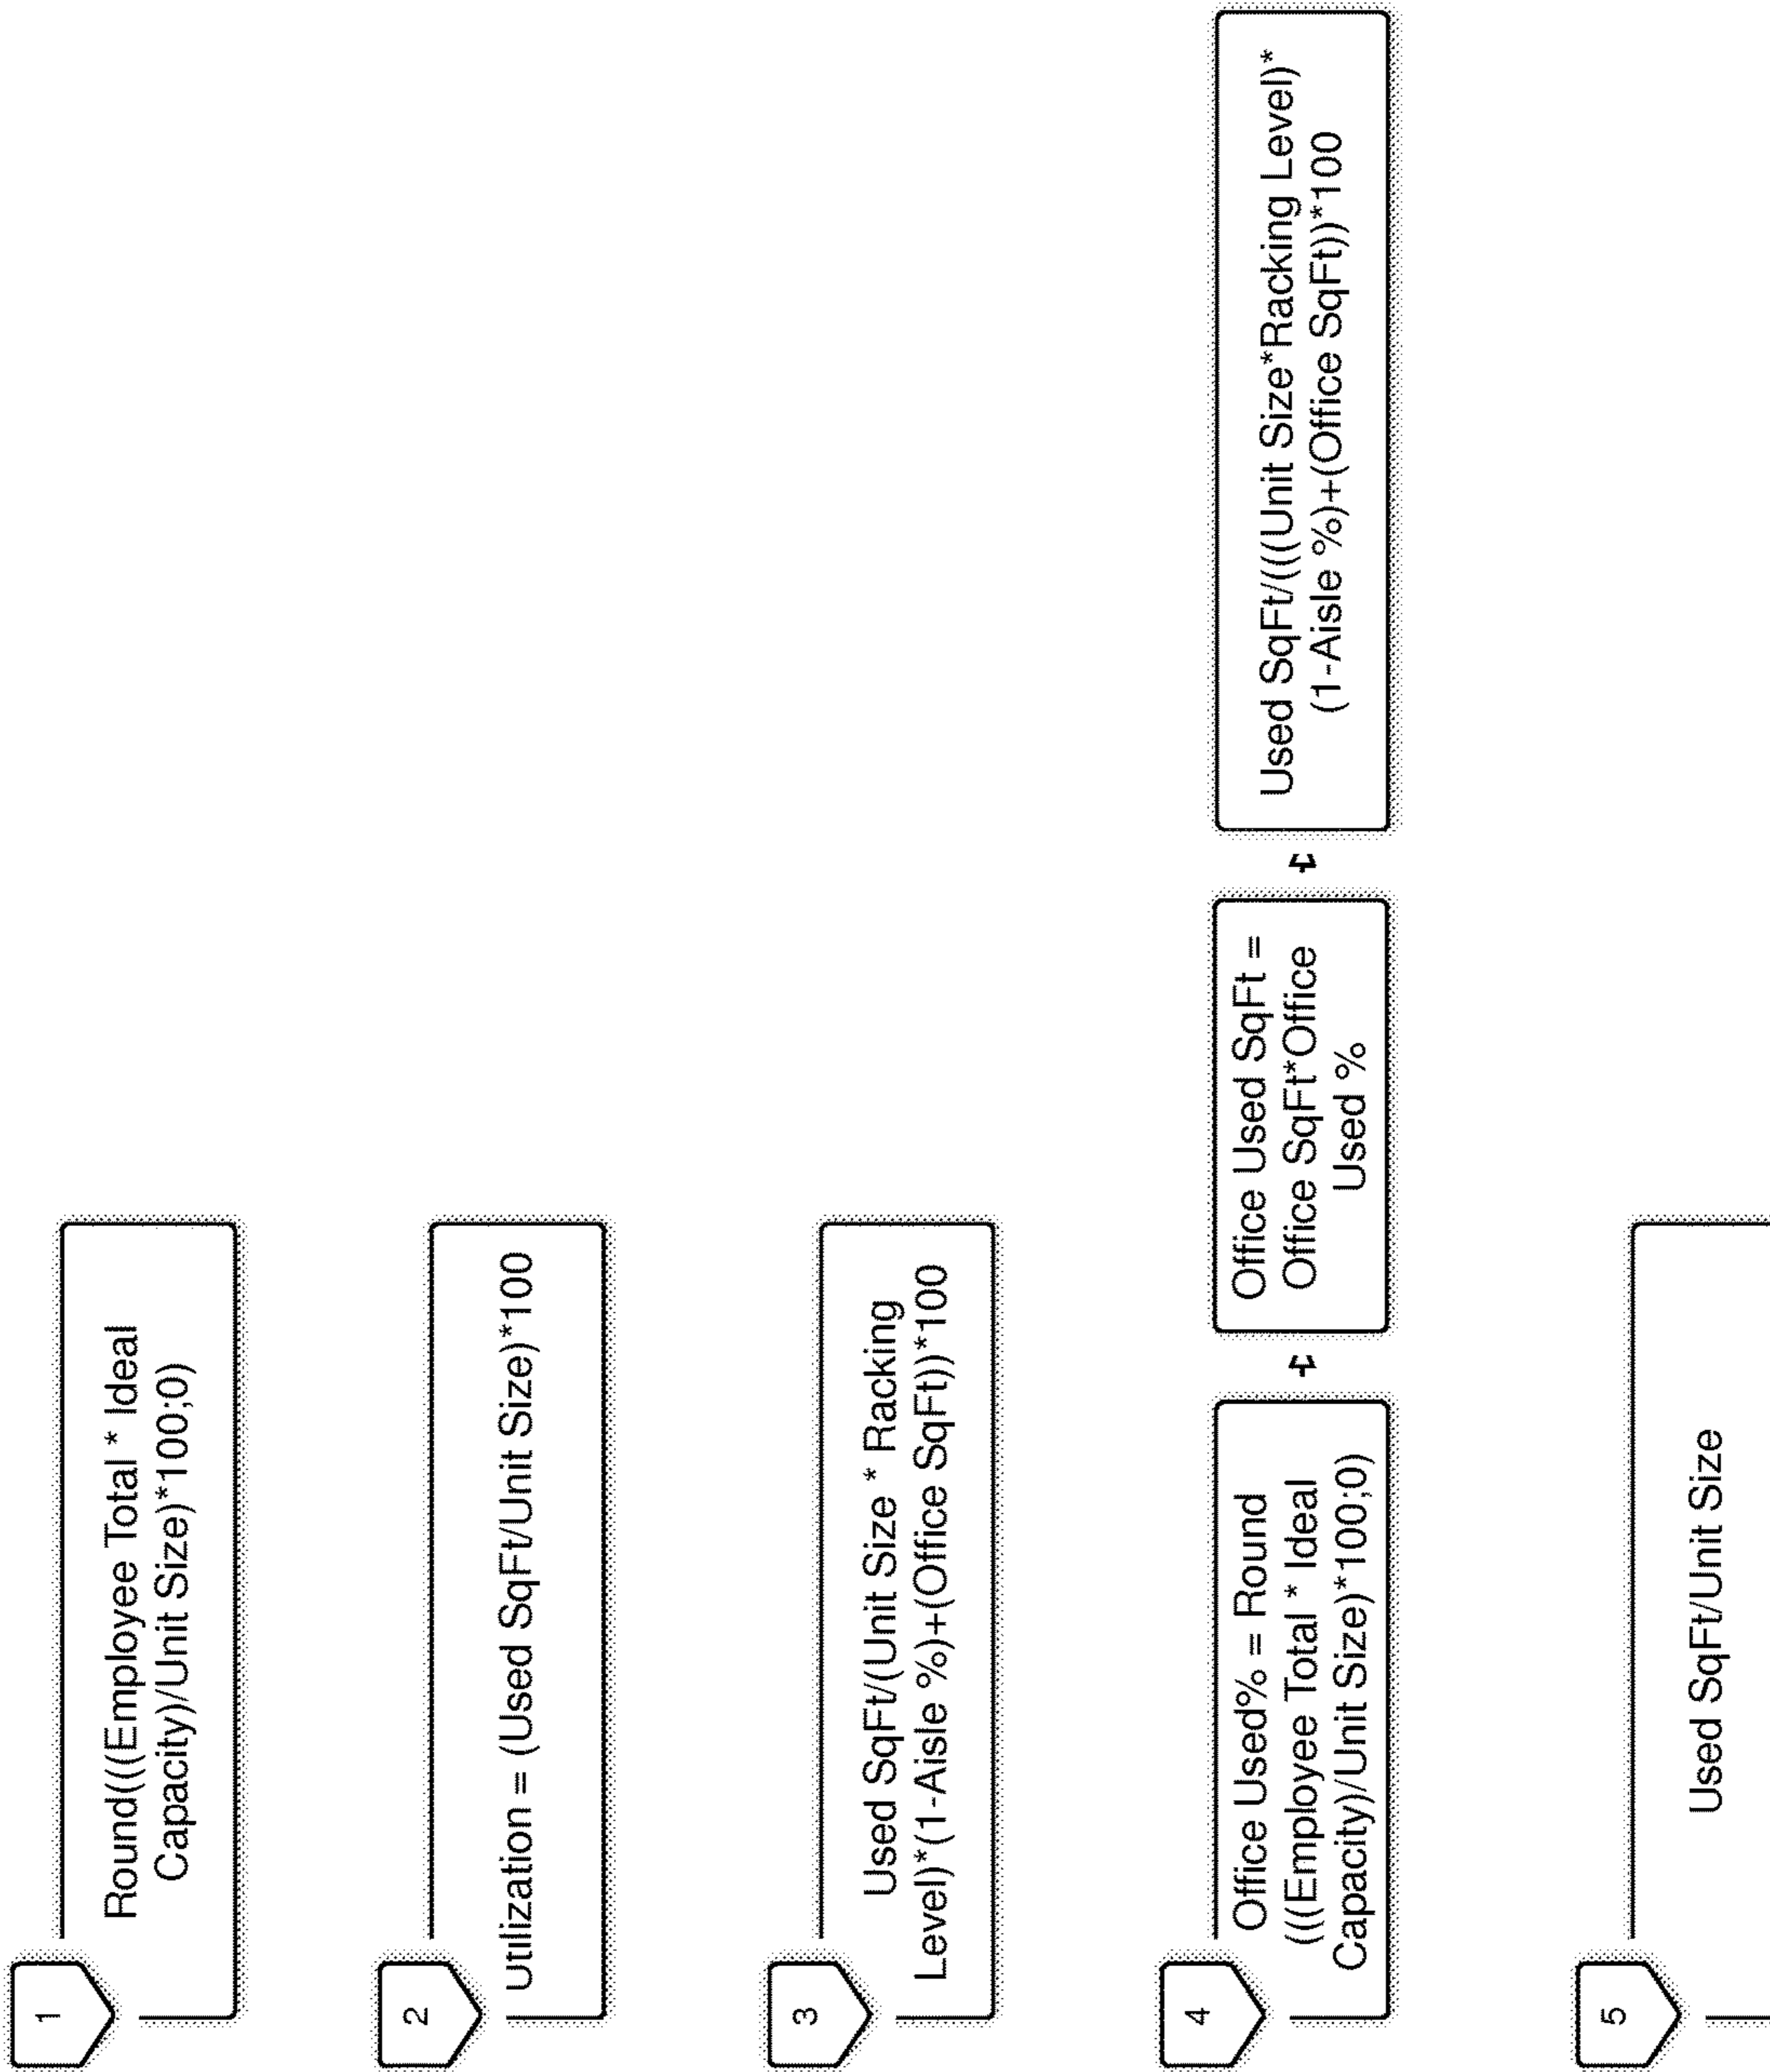 1
Round(((Employee Total * Ideal
Capacity)/Unit Size)*100;0)
2
Utilization = (Used SqFt/Unit Size)*100
3
Used SqFt/(Unit Size * Racking
Level)*(1-Aisle %)+(Office SqFt))*100
4
Office Used% = Round
(((Employee Total * Ideal
Capacity)/Unit Size)*100;0)
Office Used SqFt =
Office SqFt*Office
Used %
Used SqFt/(((Unit Size*Racking Level)*
(1-Aisle %)+(Office SqFt))*100
5
Used SqFt/Unit Size